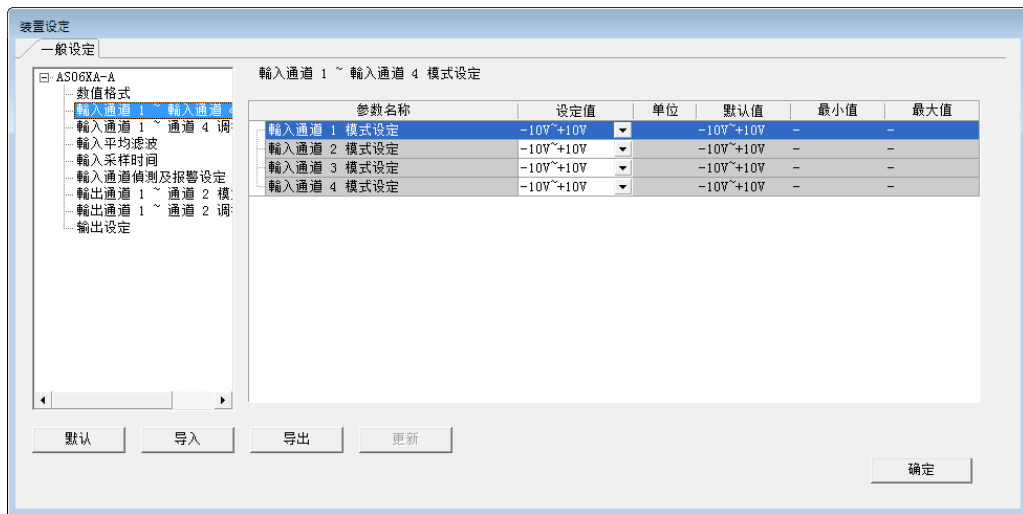 装置设定
一般设定
AS06XA-A
数值格式
輸入通道 1 ~ 輸入通道 4
輸入通道 1 ~ 通道 4 调
輸入平均滤波
輸入采样时间
輸入通道偵測及报警设定
輸出通道 1 ~ 通道 2 模
輸出通道 1 ~ 通道 2 调
输出设定
輸入通道 1 ~ 輸入通道 4 模式设定
参数名称 设定值 单位 默认值 最小值 最大值
輸入通道 1 模式设定 -10V~+10V -10V~+10V - -
輸入通道 2 模式设定 -10V~+10V -10V~+10V - -
輸入通道 3 模式设定 -10V~+10V -10V~+10V - -
輸入通道 4 模式设定 -10V~+10V -10V~+10V - -
默认 导入 导出 更新
确定